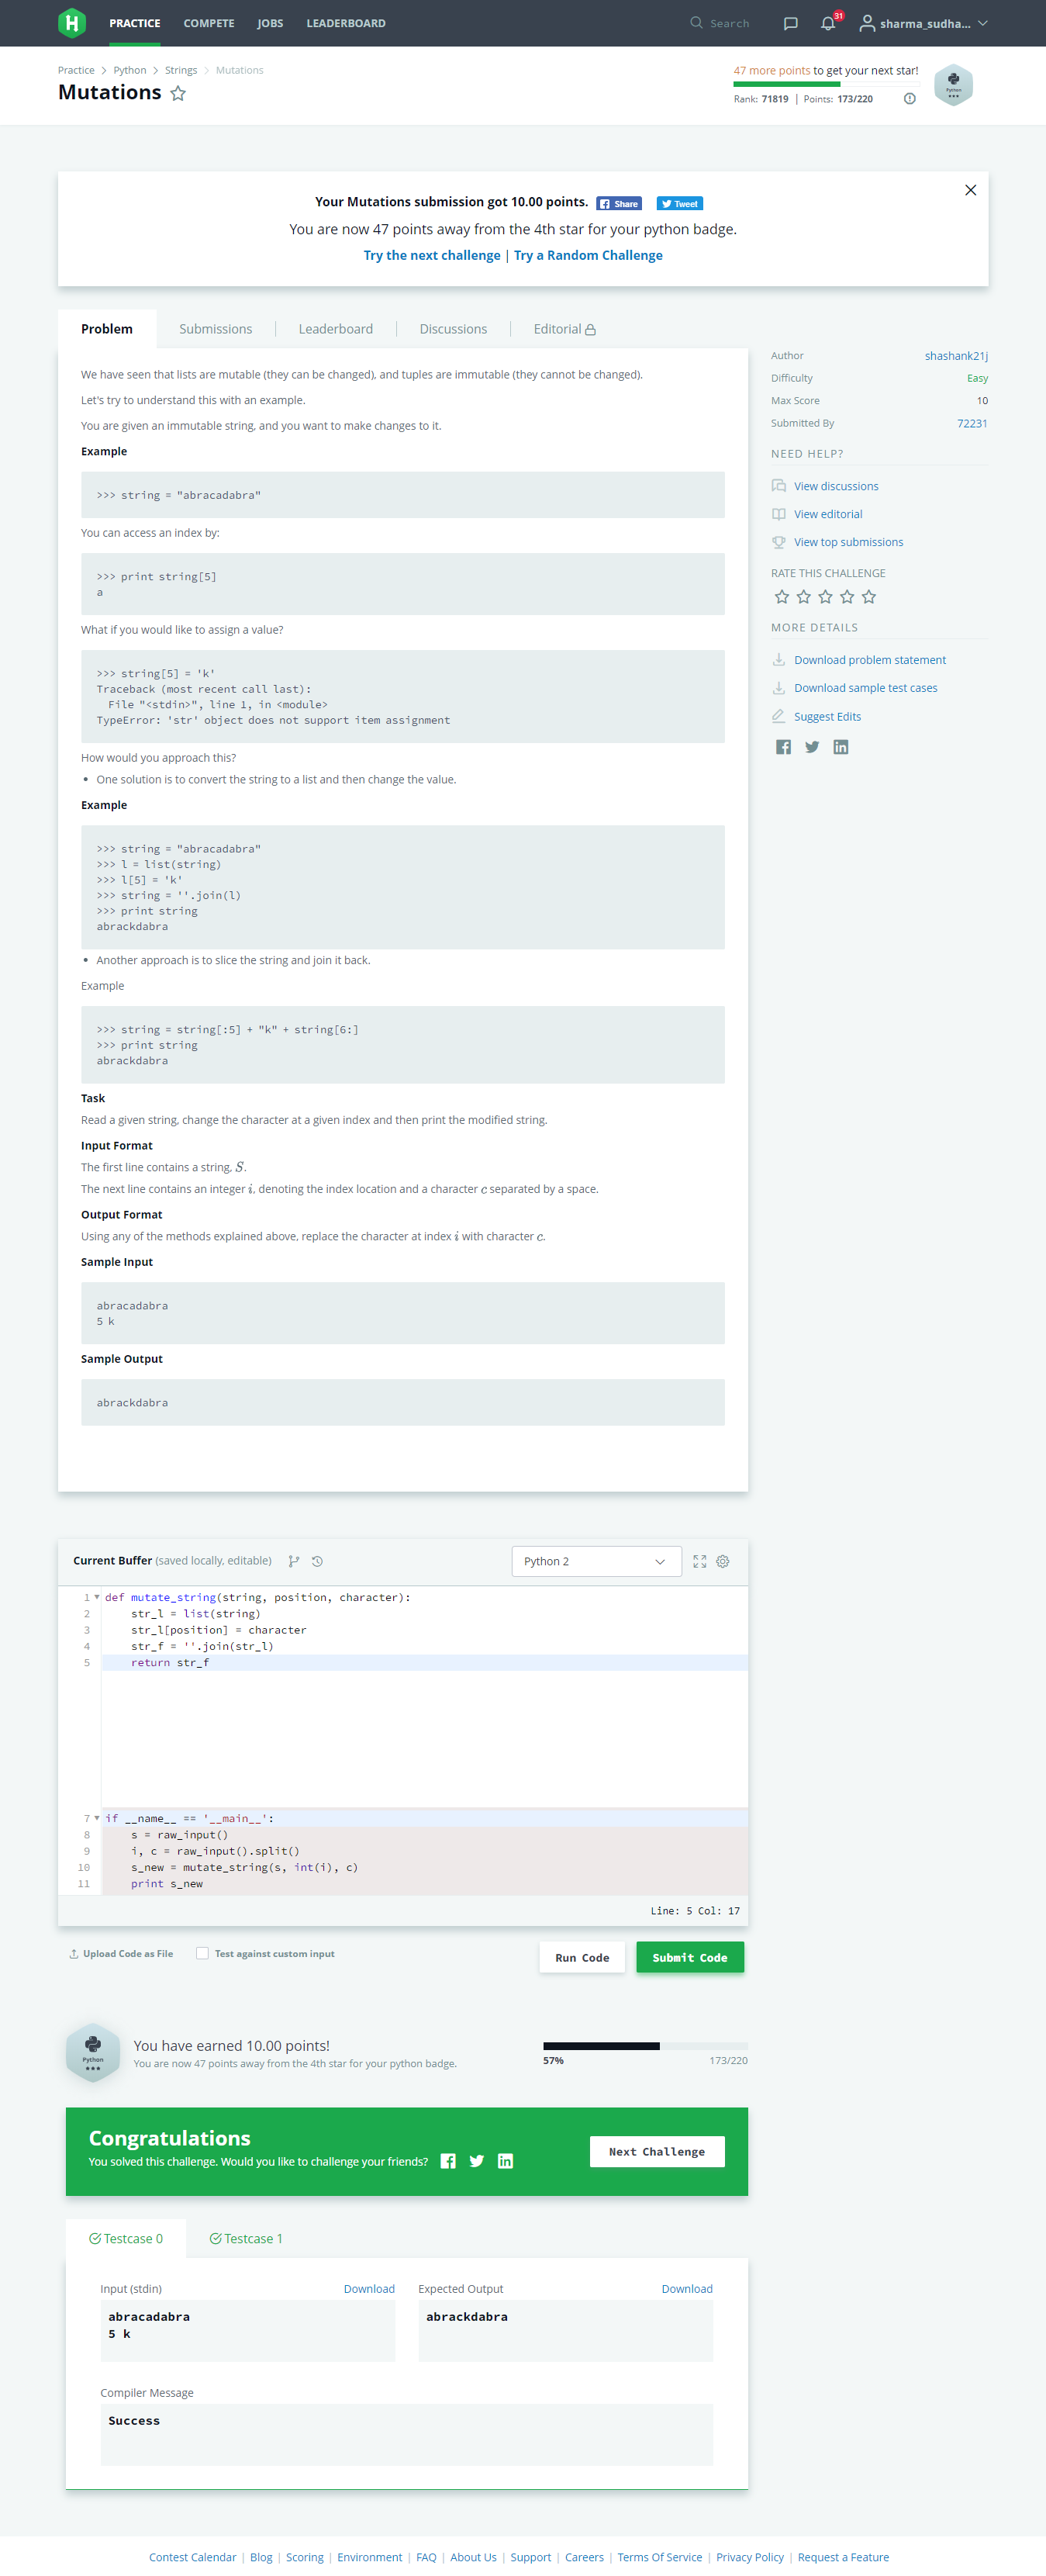 H PRACTICE COMPETE JOBS LEADERBOARD Search 31 sharma_sudha...
Practice > Python > Strings > Mutations
Mutations
47 more points to get your next star!
Rank: 71819 | Points: 173/220
Python
Your Mutations submission got 10.00 points. Share Tweet
You are now 47 points away from the 4th star for your python badge.
Try the next challenge | Try a Random Challenge
Problem Submissions Leaderboard Discussions Editorial
We have seen that lists are mutable (they can be changed), and tuples are immutable (they cannot be changed).
Let's try to understand this with an example.
You are given an immutable string, and you want to make changes to it.
Example
>>> string = "abracadabra"
You can access an index by:
>>> print string[5]
a
What if you would like to assign a value?
>>> string[5] = 'k'
Traceback (most recent call last):
  File "<stdin>", line 1, in <module>
TypeError: 'str' object does not support item assignment
How would you approach this?
• One solution is to convert the string to a list and then change the value.
Example
>>> string = "abracadabra"
>>> l = list(string)
>>> l[5] = 'k'
>>> string = ''.join(l)
>>> print string
abrackdabra
• Another approach is to slice the string and join it back.
Example
>>> string = string[:5] + "k" + string[6:]
>>> print string
abrackdabra
Task
Read a given string, change the character at a given index and then print the modified string.
Input Format
The first line contains a string, S.
The next line contains an integer i, denoting the index location and a character c separated by a space.
Output Format
Using any of the methods explained above, replace the character at index i with character c.
Sample Input
abracadabra
5 k
Sample Output
abrackdabra
Author shashank21j
Difficulty Easy
Max Score 10
Submitted By 72231
NEED HELP?
View discussions
View editorial
View top submissions
RATE THIS CHALLENGE
MORE DETAILS
Download problem statement
Download sample test cases
Suggest Edits
Current Buffer (saved locally, editable) Python 2
1 def mutate_string(string, position, character):
2     str_l = list(string)
3     str_l[position] = character
4     str_f = ''.join(str_l)
5     return str_f
7 if __name__ == '__main__':
8     s = raw_input()
9     i, c = raw_input().split()
10     s_new = mutate_string(s, int(i), c)
11     print s_new
Line: 5 Col: 17
Upload Code as File Test against custom input Run Code Submit Code
Python
You have earned 10.00 points!
You are now 47 points away from the 4th star for your python badge.
57% 173/220
Congratulations
You solved this challenge. Would you like to challenge your friends?
Next Challenge
Testcase 0 Testcase 1
Input (stdin) Download
abracadabra
5 k
Expected Output Download
abrackdabra
Compiler Message
Success
Contest Calendar | Blog | Scoring | Environment | FAQ | About Us | Support | Careers | Terms Of Service | Privacy Policy | Request a Feature